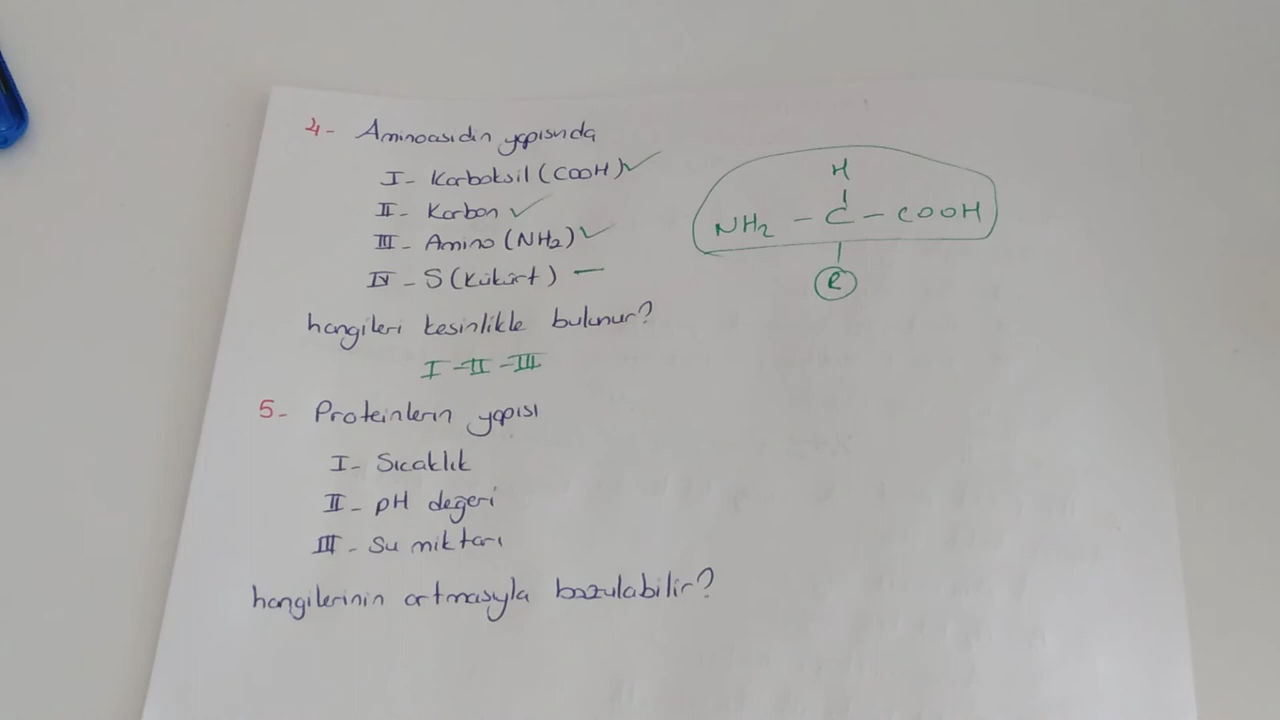 4- Aminoasidin yapısında
I- Karboksil (COOH) ✓
II- Karbon ✓
III- Amino (NH2) ✓
IV- S (Kükürt) —
hangileri kesinlikle bulunur?
I-II-III
H
NH2 - C - COOH
R
5- Proteinlerin yapısı
I- Sıcaklık
II- pH değeri
III- Su miktarı
hangilerinin artmasıyla bozulabilir?